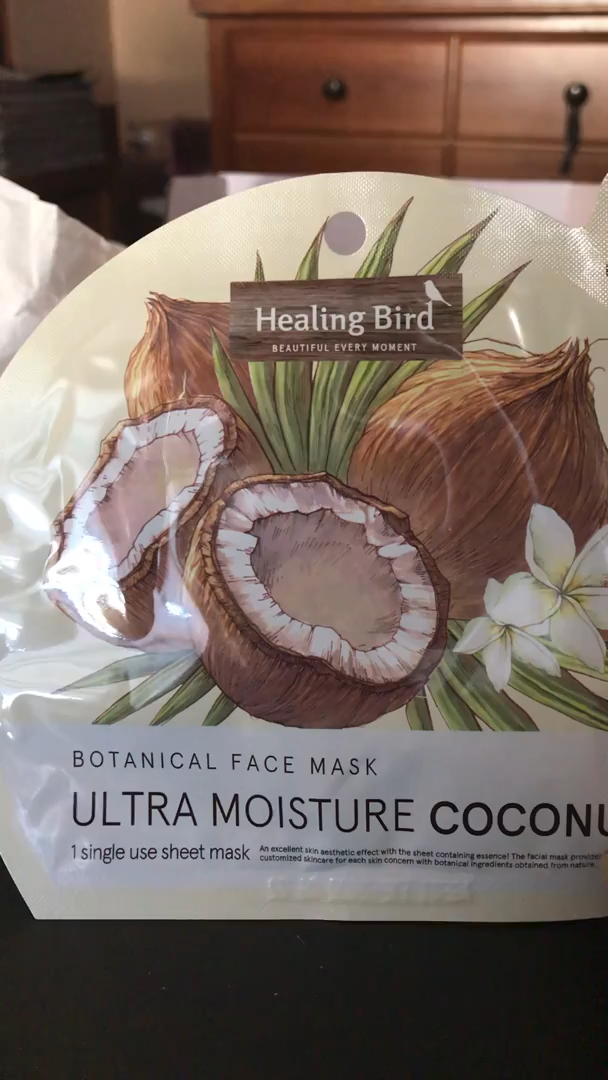 Healing Bird
BEAUTIFUL EVERY MOMENT
BOTANICAL FACE MASK
ULTRA MOISTURE COCONU
1 single use sheet mask
An excellent skin aesthetic effect with the sheet containing essence! The facial mask provides
customized skincare for each skin concern with botanical ingredients obtained from nature.